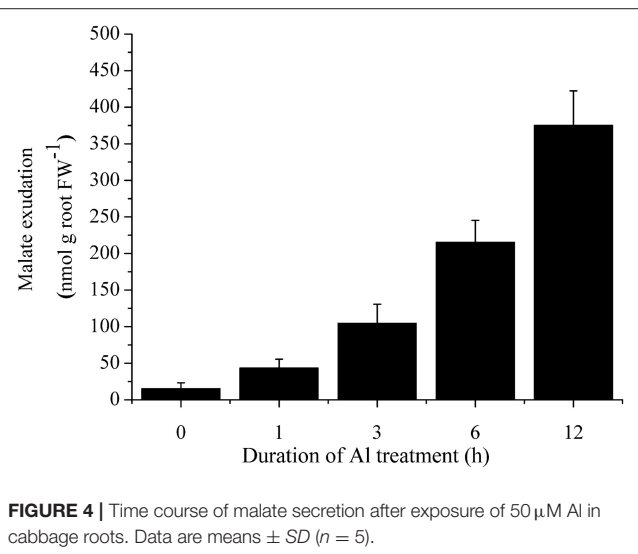 500
450
400
350
300
250
200
150
100
50
0
Malate exudation
(nmol g root FW-1)
0 1 3 6 12
Duration of Al treatment (h)
FIGURE 4 | Time course of malate secretion after exposure of 50 μM Al in
cabbage roots. Data are means ± SD (n = 5).